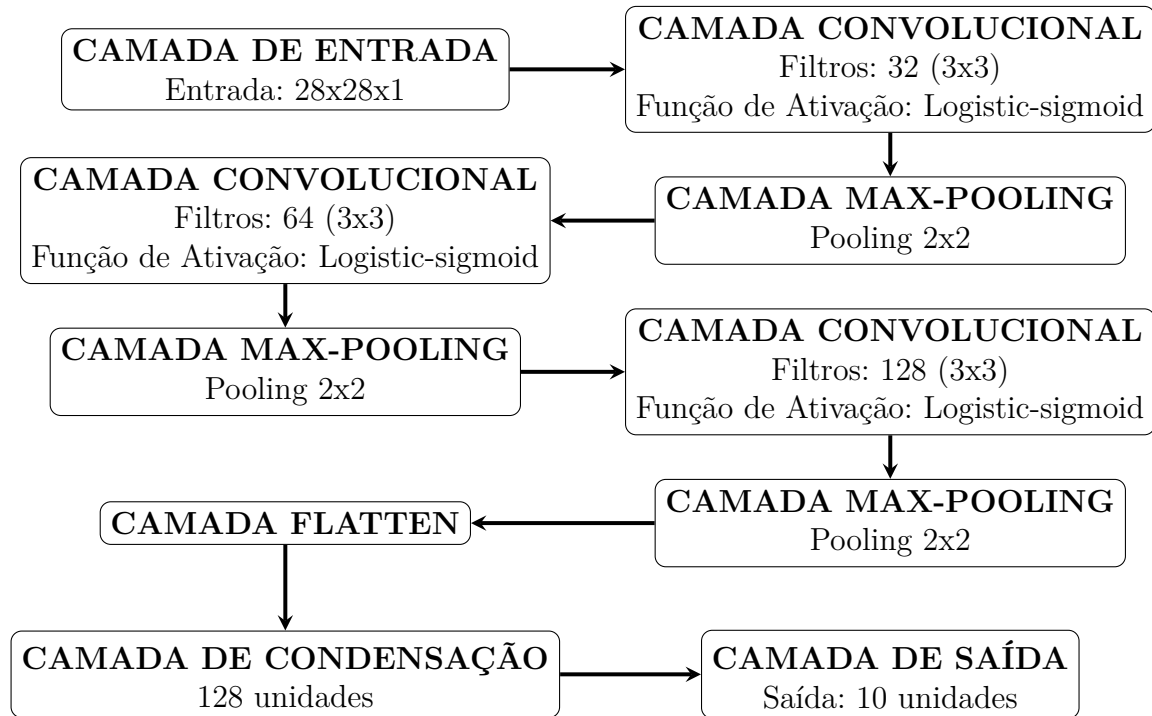 CAMADA DE ENTRADA
Entrada: 28x28x1
CAMADA CONVOLUCIONAL
Filtros: 32 (3x3)
Função de Ativação: Logistic-sigmoid
CAMADA MAX-POOLING
Pooling 2x2
CAMADA CONVOLUCIONAL
Filtros: 64 (3x3)
Função de Ativação: Logistic-sigmoid
CAMADA MAX-POOLING
Pooling 2x2
CAMADA CONVOLUCIONAL
Filtros: 128 (3x3)
Função de Ativação: Logistic-sigmoid
CAMADA MAX-POOLING
Pooling 2x2
CAMADA FLATTEN
CAMADA DE CONDENSAÇÃO
128 unidades
CAMADA DE SAÍDA
Saída: 10 unidades